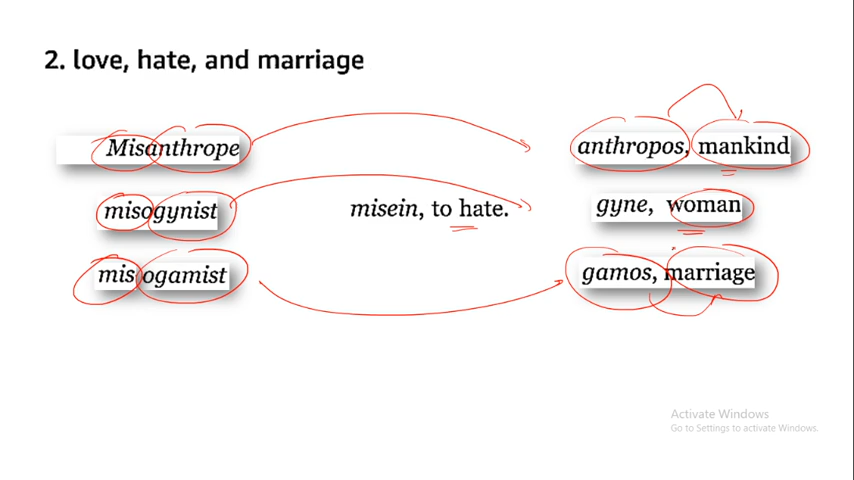 2. love, hate, and marriage
Misanthrope
anthropos, mankind
misogynist
misein, to hate.
gyne, woman
misogamist
gamos, marriage
Activate Windows
Go to Settings to activate Windows.